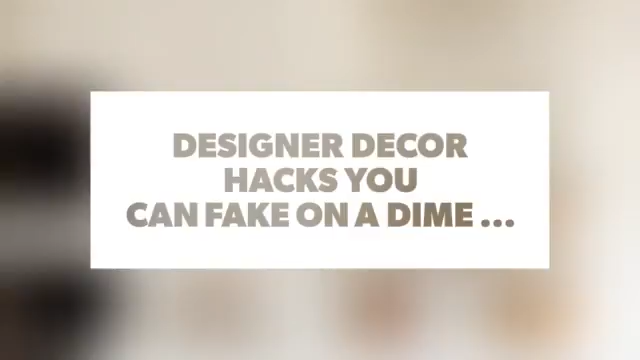 DESIGNER DECOR
HACKS YOU
CAN FAKE ON A DIME ...